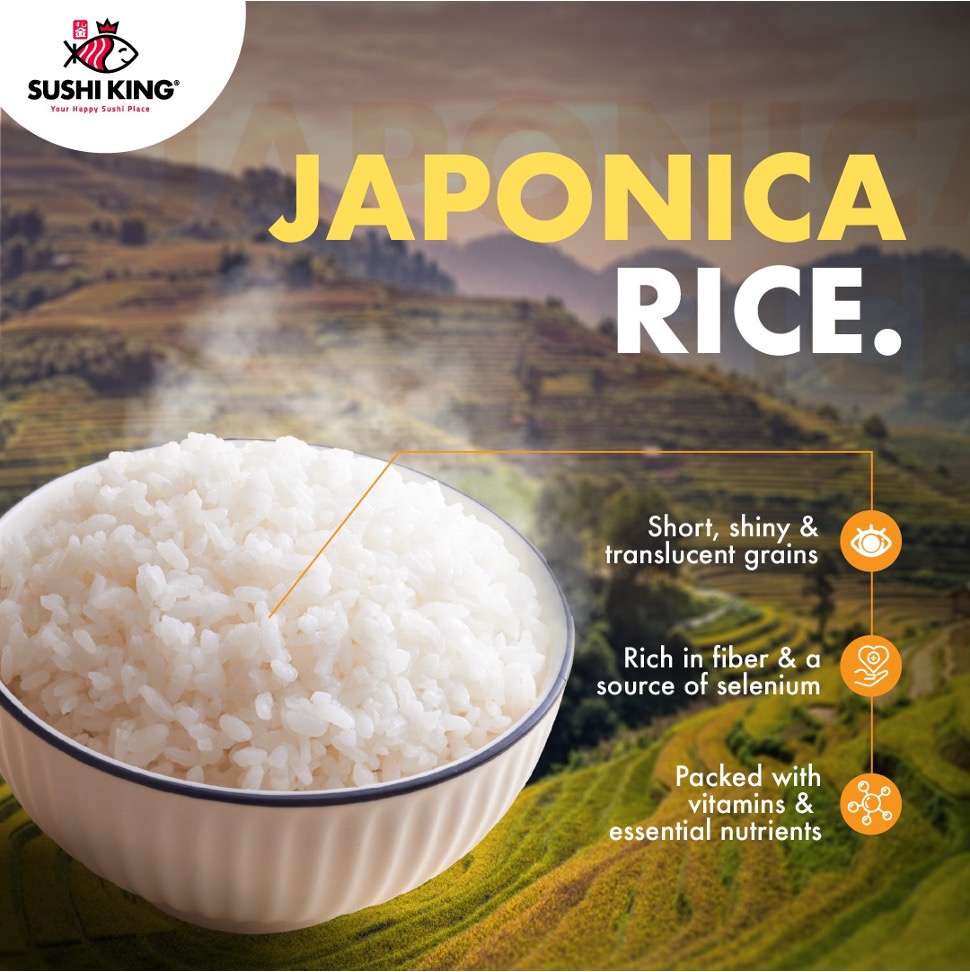 SUSHI KING®
Your Happy Sushi Place
JAPONICA
RICE.
Short, shiny &
translucent grains
Rich in fiber & a
source of selenium
Packed with
vitamins &
essential nutrients